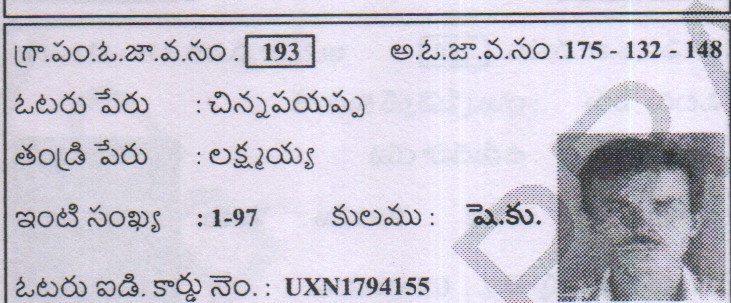 గ్రా.పం.ఓ.జా.వ.సం. 193 అ.ఓ.జా.వ.సం .175 - 132 - 148
ఓటరు పేరు : చిన్నపయప్ప
తండ్రి పేరు : లక్ష్మయ్య
ఇంటి సంఖ్య : 1-97 కులము : షె.కు.
ఓటరు ఐడి. కార్డు నెం. : UXN1794155